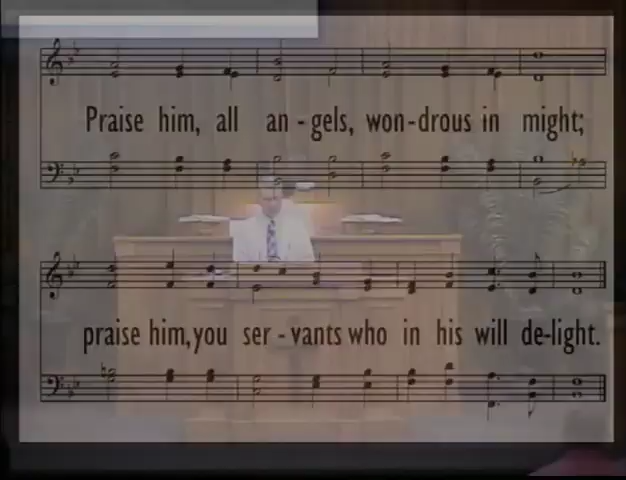 Praise him, all an - gels, won - drous in might;
praise him, you ser - vants who in his will de - light.